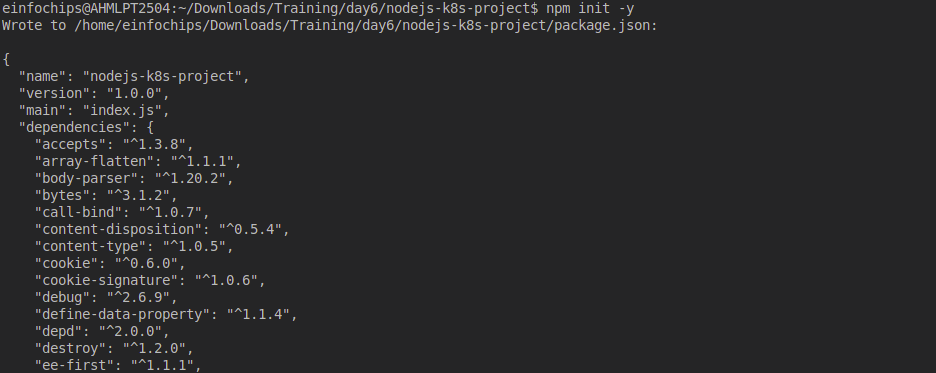 einfochips@AHMLPT2504:~/Downloads/Training/day6/nodejs-k8s-project$ npm init -y
Wrote to /home/einfochips/Downloads/Training/day6/nodejs-k8s-project/package.json:

{
  "name": "nodejs-k8s-project",
  "version": "1.0.0",
  "main": "index.js",
  "dependencies": {
    "accepts": "^1.3.8",
    "array-flatten": "^1.1.1",
    "body-parser": "^1.20.2",
    "bytes": "^3.1.2",
    "call-bind": "^1.0.7",
    "content-disposition": "^0.5.4",
    "content-type": "^1.0.5",
    "cookie": "^0.6.0",
    "cookie-signature": "^1.0.6",
    "debug": "^2.6.9",
    "define-data-property": "^1.1.4",
    "depd": "^2.0.0",
    "destroy": "^1.2.0",
    "ee-first": "^1.1.1",